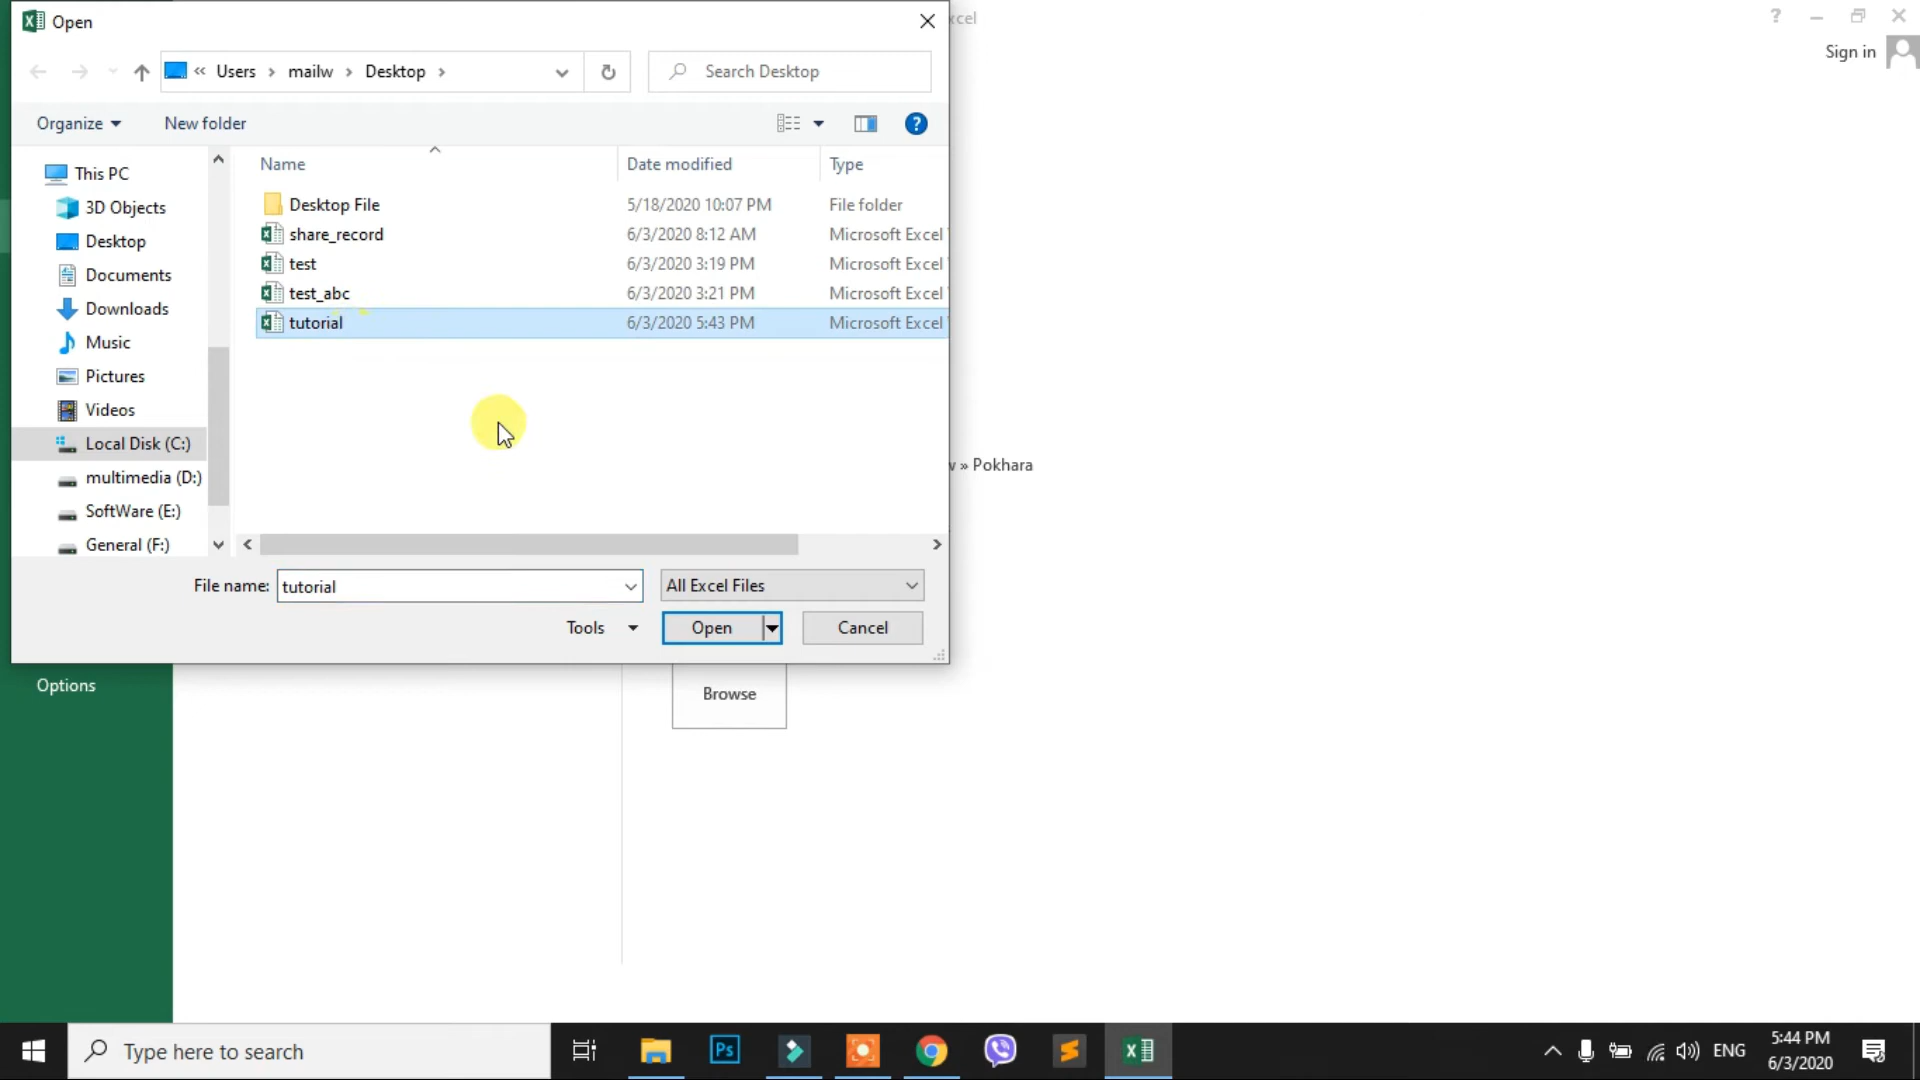 Open
xcel
Sign in
« Users › mailw › Desktop ›
Search Desktop
Organize
New folder
Name
Date modified
Type
This PC
3D Objects
Desktop
Documents
Downloads
Music
Pictures
Videos
Local Disk (C:)
multimedia (D:)
SoftWare (E:)
General (F:)
Desktop File 5/18/2020 10:07 PM File folder
share_record 6/3/2020 8:12 AM Microsoft Excel
test 6/3/2020 3:19 PM Microsoft Excel
test_abc 6/3/2020 3:21 PM Microsoft Excel
tutorial 6/3/2020 5:43 PM Microsoft Excel
» Pokhara
File name: tutorial
All Excel Files
Tools
Open
Cancel
Options
Browse
Type here to search
Ps
ENG
5:44 PM
6/3/2020